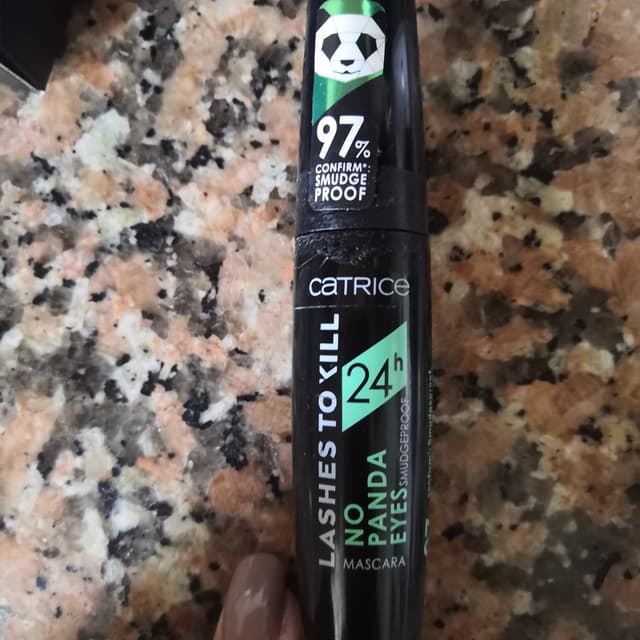 97%
CONFIRM*:
SMUDGE
PROOF
CATRICE
LASHES TO KILL
24h
NO
PANDA
EYES
SMUDGEPROOF
MASCARA